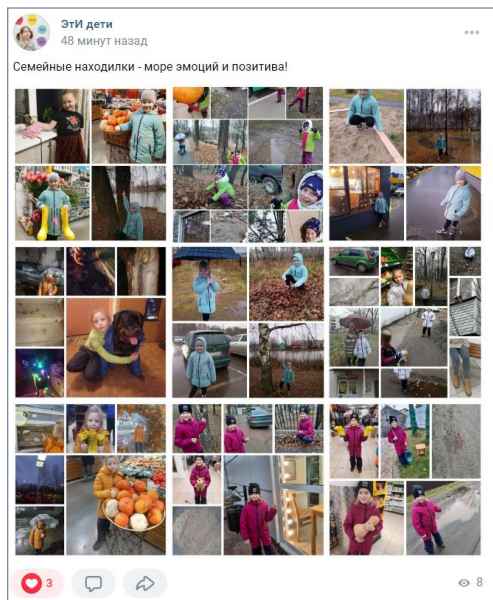 ЭтИ дети
48 минут назад
Семейные находилки - море эмоций и позитива!
3
8